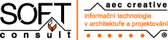 SOFT
consult
aec creative
informační technologie
v architektuře a projektování